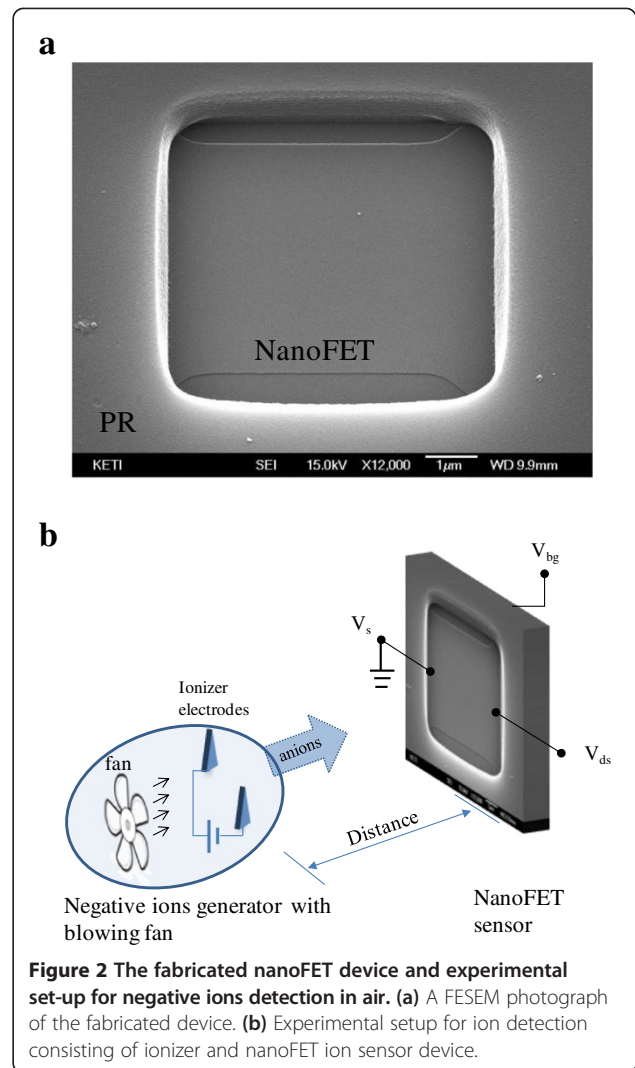 a
NanoFET
PR
KETI SEI 15.0kV X12,000 1μm WD 9.9mm
b
V_bg
V_s
Ionizer
electrodes
anions
fan
V_ds
Distance
Negative ions generator with
blowing fan
NanoFET
sensor
Figure 2 The fabricated nanoFET device and experimental
set-up for negative ions detection in air. (a) A FESEM photograph
of the fabricated device. (b) Experimental setup for ion detection
consisting of ionizer and nanoFET ion sensor device.